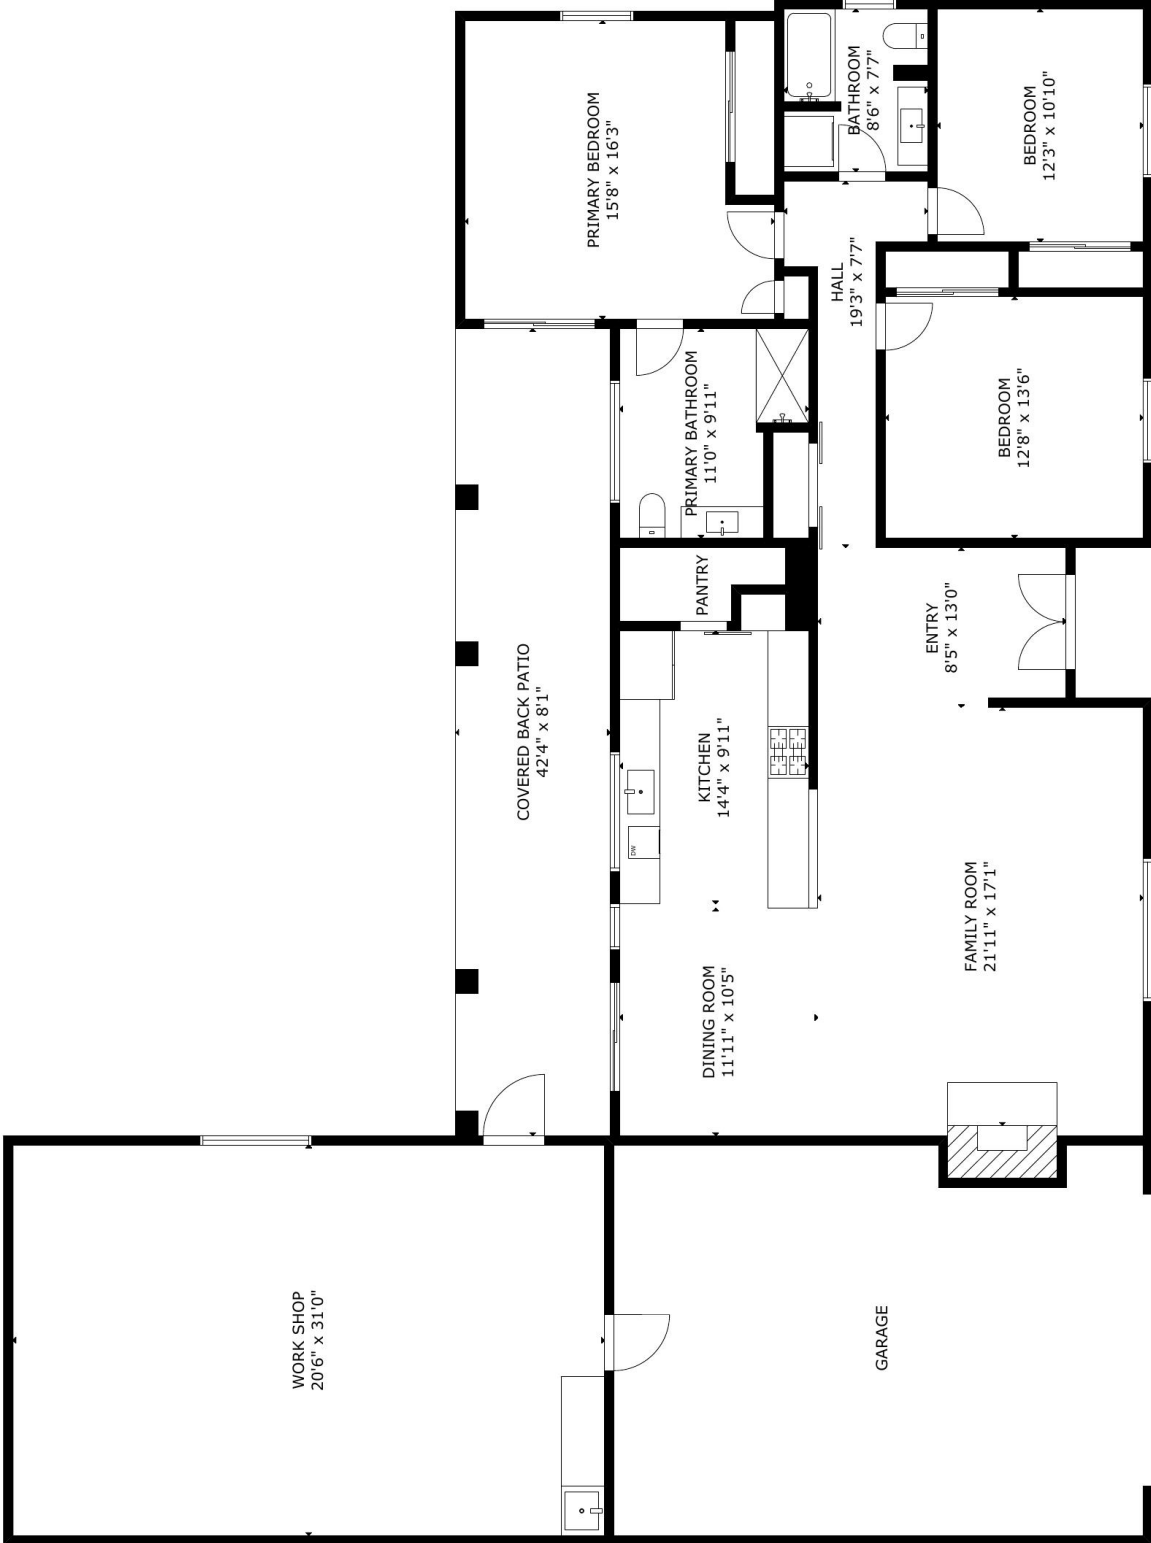 PRIMARY BEDROOM
15'8" x 16'3"
BATHROOM
8'6" x 7'7"
BEDROOM
12'3" x 10'10"
HALL
19'3" x 7'7"
PRIMARY BATHROOM
11'0" x 9'11"
BEDROOM
12'8" x 13'6"
PANTRY
ENTRY
8'5" x 13'0"
COVERED BACK PATIO
42'4" x 8'1"
KITCHEN
14'4" x 9'11"
DW
FAMILY ROOM
21'11" x 17'1"
DINING ROOM
11'11" x 10'5"
WORK SHOP
20'6" x 31'0"
GARAGE